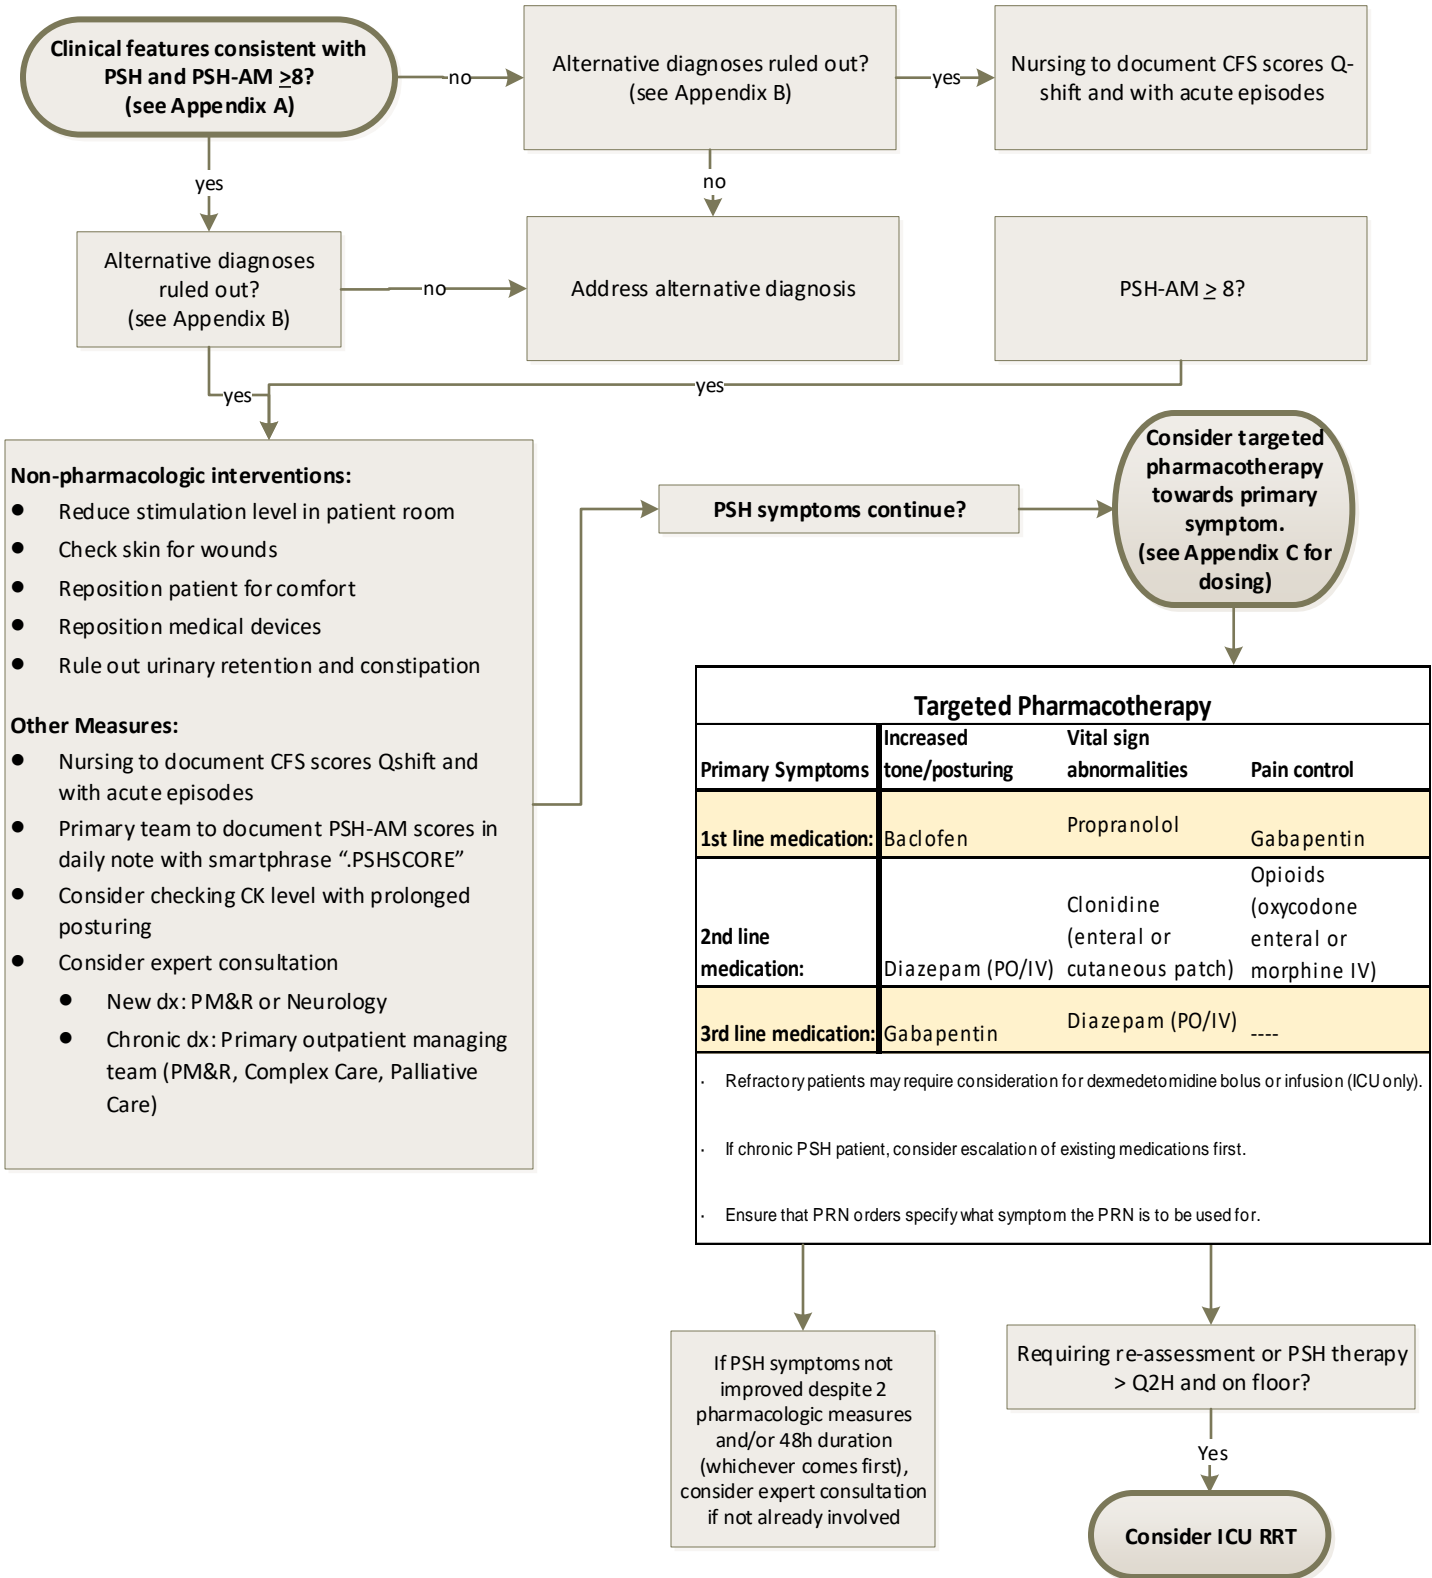 Clinical features consistent with
PSH and PSH-AM ≥8?
(see Appendix A)
no
Alternative diagnoses ruled out?
(see Appendix B)
yes
Nursing to document CFS scores Q-
shift and with acute episodes
yes
no
Alternative diagnoses
ruled out?
(see Appendix B)
no
Address alternative diagnosis
PSH-AM ≥ 8?
yes
yes
Non-pharmacologic interventions:
● Reduce stimulation level in patient room
● Check skin for wounds
● Reposition patient for comfort
● Reposition medical devices
● Rule out urinary retention and constipation
Other Measures:
● Nursing to document CFS scores Qshift and
with acute episodes
● Primary team to document PSH-AM scores in
daily note with smartphrase “.PSHSCORE”
● Consider checking CK level with prolonged
posturing
● Consider expert consultation
● New dx: PM&R or Neurology
● Chronic dx: Primary outpatient managing
team (PM&R, Complex Care, Palliative
Care)
PSH symptoms continue?
Consider targeted
pharmacotherapy
towards primary
symptom.
(see Appendix C for
dosing)
Targeted Pharmacotherapy
Primary Symptoms
Increased
tone/posturing
Vital sign
abnormalities
Pain control
1st line medication:
Baclofen
Propranolol
Gabapentin
2nd line
medication:
Diazepam (PO/IV)
Clonidine
(enteral or
cutaneous patch)
Opioids
(oxycodone
enteral or
morphine IV)
3rd line medication:
Gabapentin
Diazepam (PO/IV)
----
· Refractory patients may require consideration for dexmedetomidine bolus or infusion (ICU only).
· If chronic PSH patient, consider escalation of existing medications first.
· Ensure that PRN orders specify what symptom the PRN is to be used for.
If PSH symptoms not
improved despite 2
pharmacologic measures
and/or 48h duration
(whichever comes first),
consider expert consultation
if not already involved
Requiring re-assessment or PSH therapy
> Q2H and on floor?
Yes
Consider ICU RRT